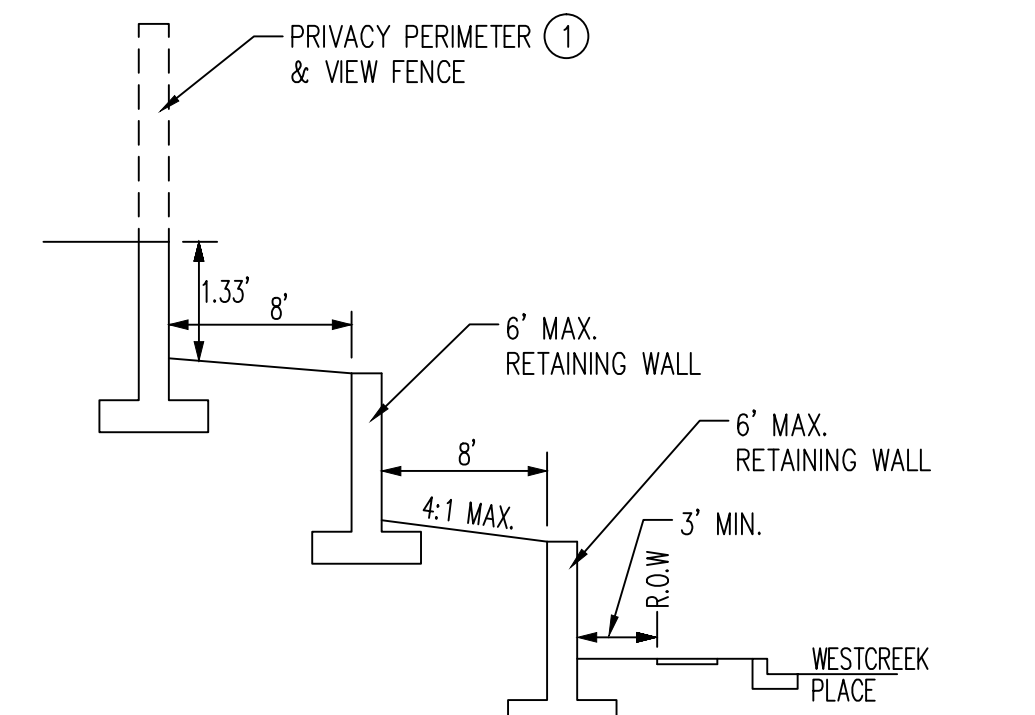 PRIVACY PERIMETER 1
& VIEW FENCE
1.33'
8'
6' MAX.
RETAINING WALL
6' MAX.
RETAINING WALL
8'
4:1 MAX.
3' MIN.
R.O.W
WESTCREEK
PLACE